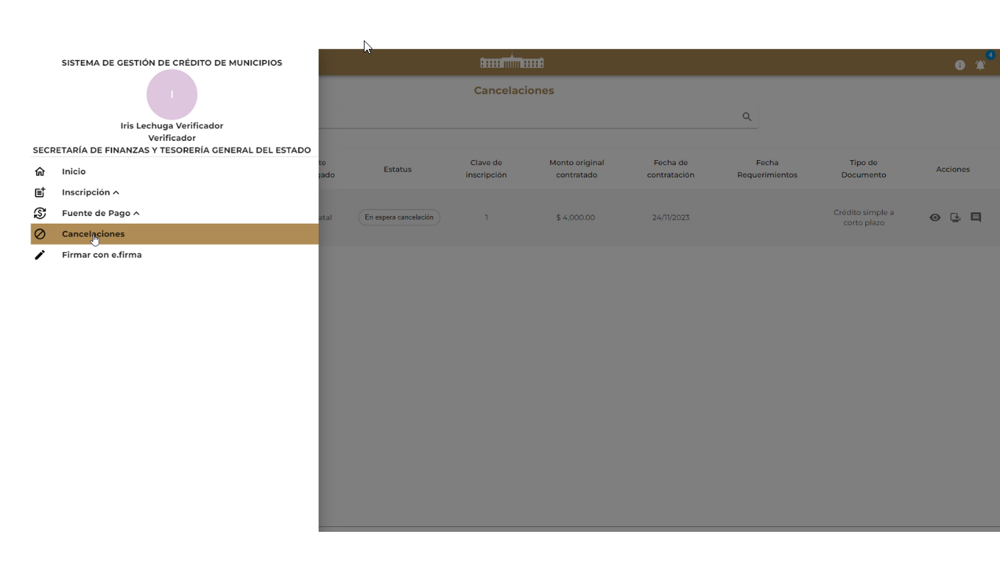 SISTEMA DE GESTIÓN DE CRÉDITO DE MUNICIPIOS
I
Iris Lechuga Verificador
Verificador
SECRETARÍA DE FINANZAS Y TESORERÍA GENERAL DEL ESTADO
Inicio
Inscripción
Fuente de Pago
Cancelaciones
Firmar con e.firma
4
Cancelaciones
te
gado
Estatus
Clave de
inscripción
Monto original
contratado
Fecha de
contratación
Fecha
Requerimientos
Tipo de
Documento
Acciones
atal
En espera cancelación
1
$ 4,000.00
24/11/2023
Crédito simple a
corto plazo